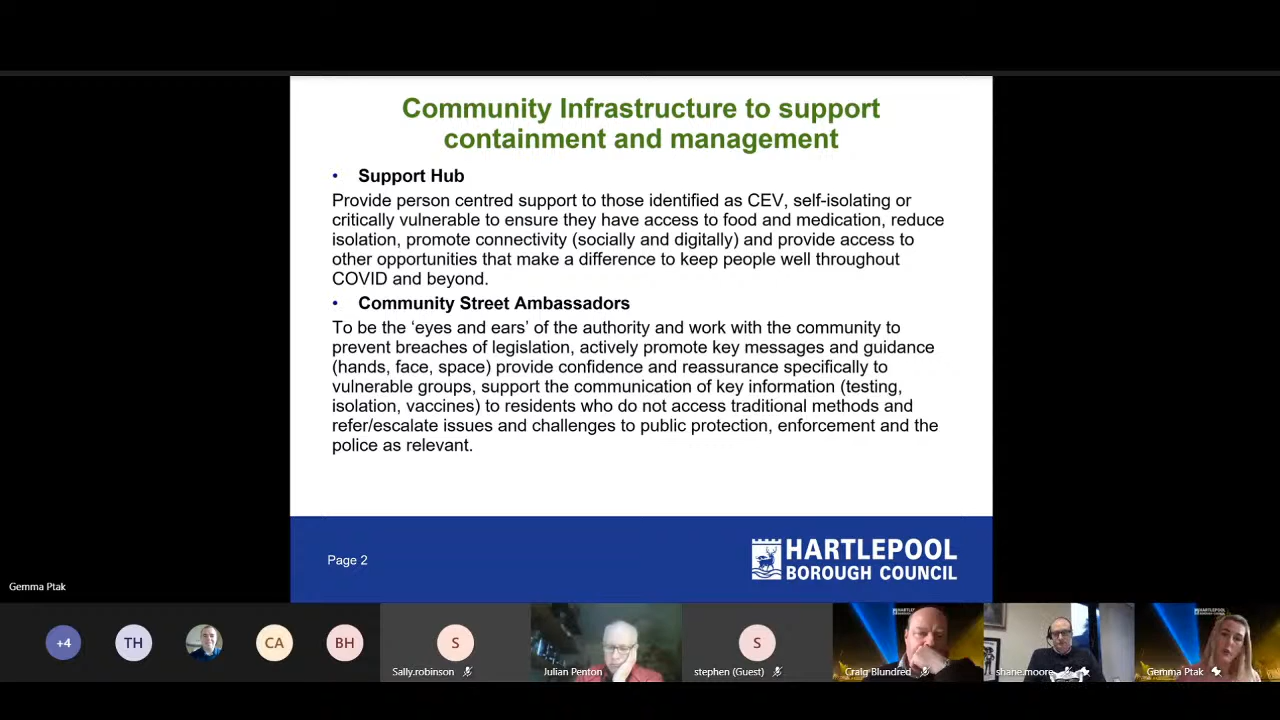 Community Infrastructure to support
containment and management
• Support Hub
Provide person centred support to those identified as CEV, self-isolating or
critically vulnerable to ensure they have access to food and medication, reduce
isolation, promote connectivity (socially and digitally) and provide access to
other opportunities that make a difference to keep people well throughout
COVID and beyond.
• Community Street Ambassadors
To be the ‘eyes and ears’ of the authority and work with the community to
prevent breaches of legislation, actively promote key messages and guidance
(hands, face, space) provide confidence and reassurance specifically to
vulnerable groups, support the communication of key information (testing,
isolation, vaccines) to residents who do not access traditional methods and
refer/escalate issues and challenges to public protection, enforcement and the
police as relevant.
Page 2
HARTLEPOOL
BOROUGH COUNCIL
Gemma Ptak
+4
TH
CA
BH
S
Sally.robinson
Julian Penton
S
stephen (Guest)
HARTLEPOOL
Craig Blundred
shane.moore
HARTLEPOOL
Gemma Ptak